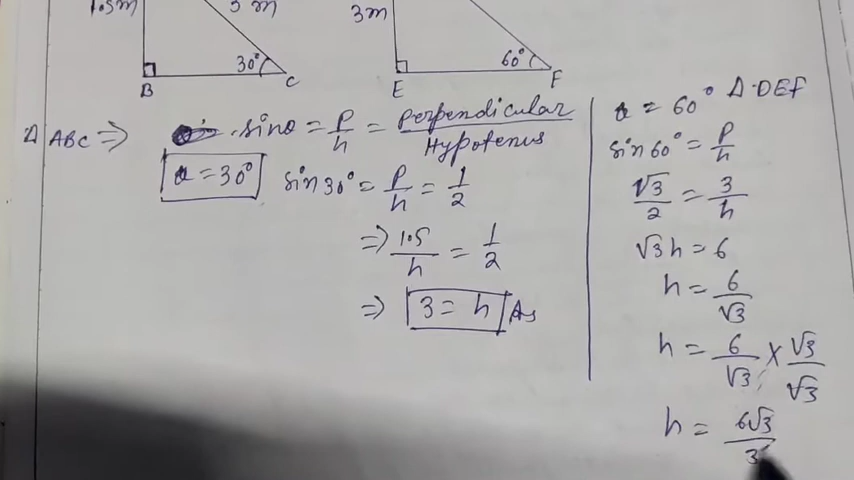 1.5m
3 m
30°
B
C
3m
60°
E
F
Δ ABC ⇒ sinθ = P/h = Perpendicular/Hypotenus
= 30°
sin 30° = P/h = 1/2
⇒ 1.5/h = 1/2
⇒ 3 = h Ans
= 60° Δ DEF
sin 60° = P/h
√3/2 = 3/h
√3 h = 6
h = 6/√3
h = 6/√3 × √3/√3
h = 6√3/3